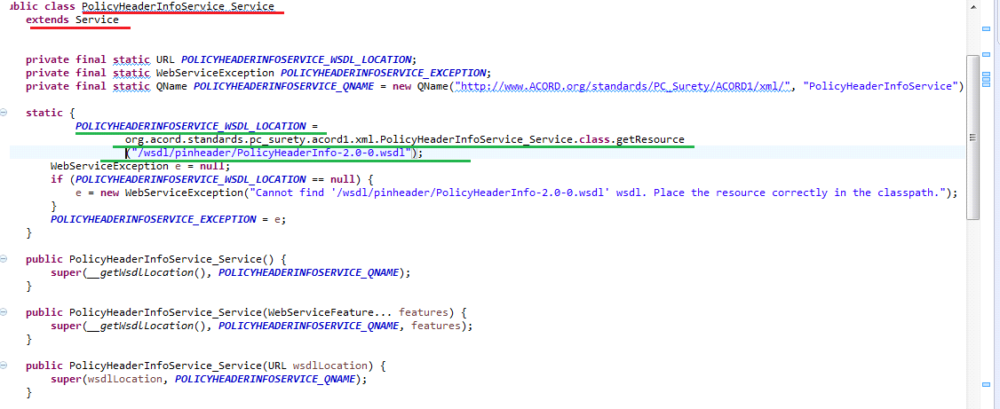 ublic class PolicyHeaderInfoService_Service
extends Service
private final static URL POLICYHEADERINFOSERVICE_WSDL_LOCATION;
private final static WebServiceException POLICYHEADERINFOSERVICE_EXCEPTION;
private final static QName POLICYHEADERINFOSERVICE_QNAME = new QName("http://www.ACORD.org/standards/PC_Surety/ACORD1/xml/", "PolicyHeaderInfoService")
static {
POLICYHEADERINFOSERVICE_WSDL_LOCATION =
org.acord.standards.pc_surety.acord1.xml.PolicyHeaderInfoService_Service.class.getResource
("/wsdl/pinheader/PolicyHeaderInfo-2.0-0.wsdl");
WebServiceException e = null;
if (POLICYHEADERINFOSERVICE_WSDL_LOCATION == null) {
e = new WebServiceException("Cannot find '/wsdl/pinheader/PolicyHeaderInfo-2.0-0.wsdl' wsdl. Place the resource correctly in the classpath.");
}
POLICYHEADERINFOSERVICE_EXCEPTION = e;
}
public PolicyHeaderInfoService_Service() {
super(__getWsdlLocation(), POLICYHEADERINFOSERVICE_QNAME);
}
public PolicyHeaderInfoService_Service(WebServiceFeature... features) {
super(__getWsdlLocation(), POLICYHEADERINFOSERVICE_QNAME, features);
}
public PolicyHeaderInfoService_Service(URL wsdlLocation) {
super(wsdlLocation, POLICYHEADERINFOSERVICE_QNAME);
}